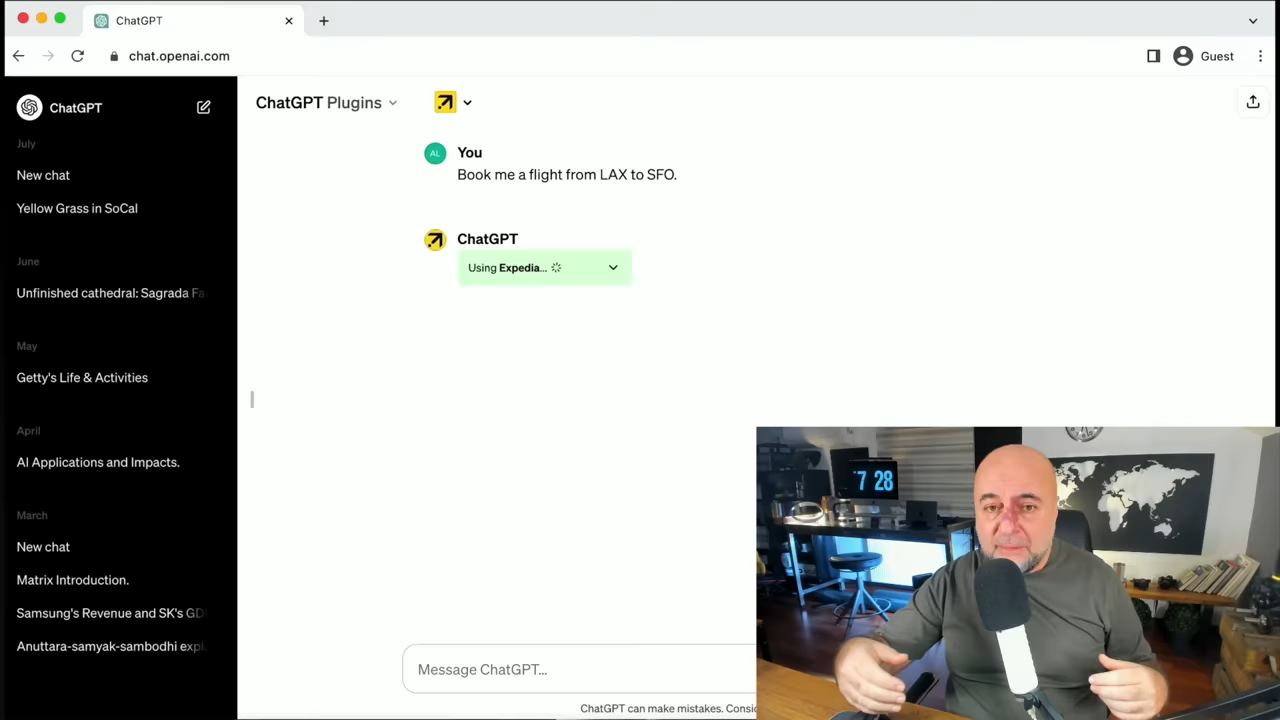 ChatGPT
chat.openai.com
Guest
ChatGPT
July
New chat
Yellow Grass in SoCal
June
Unfinished cathedral: Sagrada Fa
May
Getty's Life & Activities
April
AI Applications and Impacts.
March
New chat
Matrix Introduction.
Samsung's Revenue and SK's GD
Anuttara-samyak-sambodhi expl
ChatGPT Plugins
AL
You
Book me a flight from LAX to SFO.
ChatGPT
Using Expedia...
Message ChatGPT...
ChatGPT can make mistakes. Consi
7 28